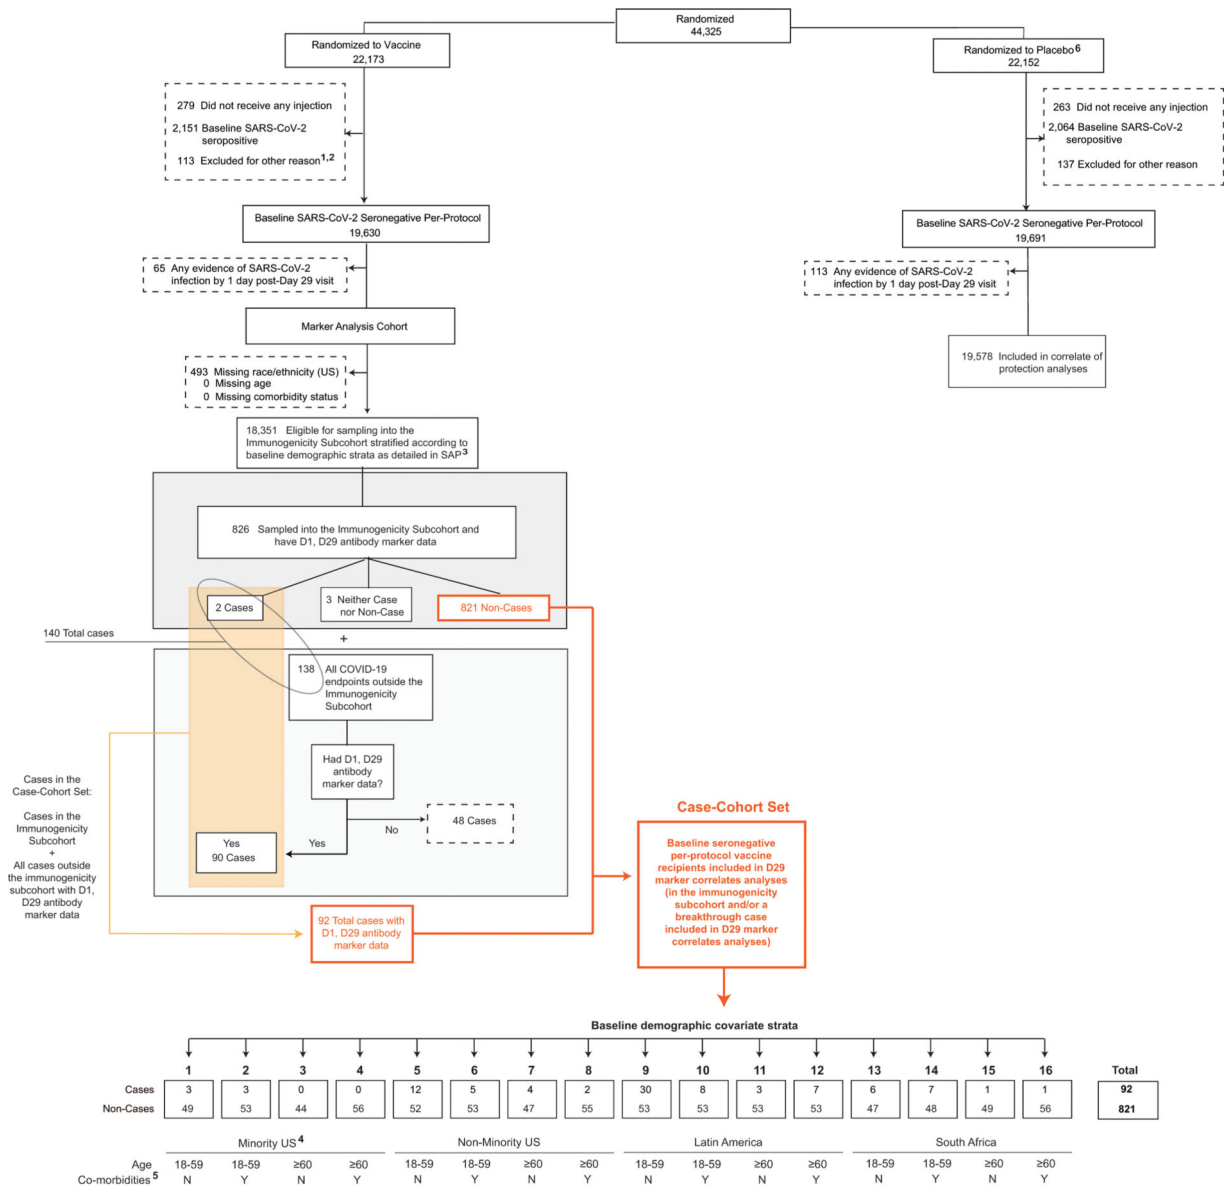 Randomized
44,325
Randomized to Vaccine
22,173
Randomized to Placebo6
22,152
279 Did not receive any injection
2,151 Baseline SARS-CoV-2
seropositive
113 Excluded for other reason1,2
263 Did not receive any injection
2,064 Baseline SARS-CoV-2
seropositive
137 Excluded for other reason
Baseline SARS-CoV-2 Seronegative Per-Protocol
19,630
Baseline SARS-CoV-2 Seronegative Per-Protocol
19,691
65 Any evidence of SARS-CoV-2
infection by 1 day post-Day 29 visit
113 Any evidence of SARS-CoV-2
infection by 1 day post-Day 29 visit
Marker Analysis Cohort
19,578 Included in correlate of
protection analyses
493 Missing race/ethnicity (US)
0 Missing age
0 Missing comorbidity status
18,351 Eligible for sampling into the
Immunogenicity Subcohort stratified according to
baseline demographic strata as detailed in SAP3
826 Sampled into the Immunogenicity Subcohort and
have D1, D29 antibody marker data
2 Cases
3 Neither Case
nor Non-Case
821 Non-Cases
140 Total cases
+
138 All COVID-19
endpoints outside the
Immunogenicity
Subcohort
Had D1, D29
antibody
marker data?
No
48 Cases
Yes
Yes
90 Cases
Cases in the
Case-Cohort Set:
Cases in the
Immunogenicity
Subcohort
+
All cases outside
the immunogenicity
subcohort with D1,
D29 antibody
marker data
92 Total cases with
D1, D29 antibody
marker data
Case-Cohort Set
Baseline seronegative
per-protocol vaccine
recipients included in D29
marker correlates analyses
(in the immunogenicity
subcohort and/or a
breakthrough case
included in D29 marker
correlates analyses)
Baseline demographic covariate strata
1 2 3 4 5 6 7 8 9 10 11 12 13 14 15 16 Total
Cases 3 3 0 0 12 5 4 2 30 8 3 7 6 7 1 1 92
Non-Cases 49 53 44 56 52 53 47 55 53 53 53 53 47 48 49 56 821
Minority US4 Non-Minority US Latin America South Africa
Age 18-59 18-59 ≥60 ≥60 18-59 18-59 ≥60 ≥60 18-59 18-59 ≥60 ≥60 18-59 18-59 ≥60 ≥60
Co-morbidities5 N Y N Y N Y N Y N Y N Y N Y N Y